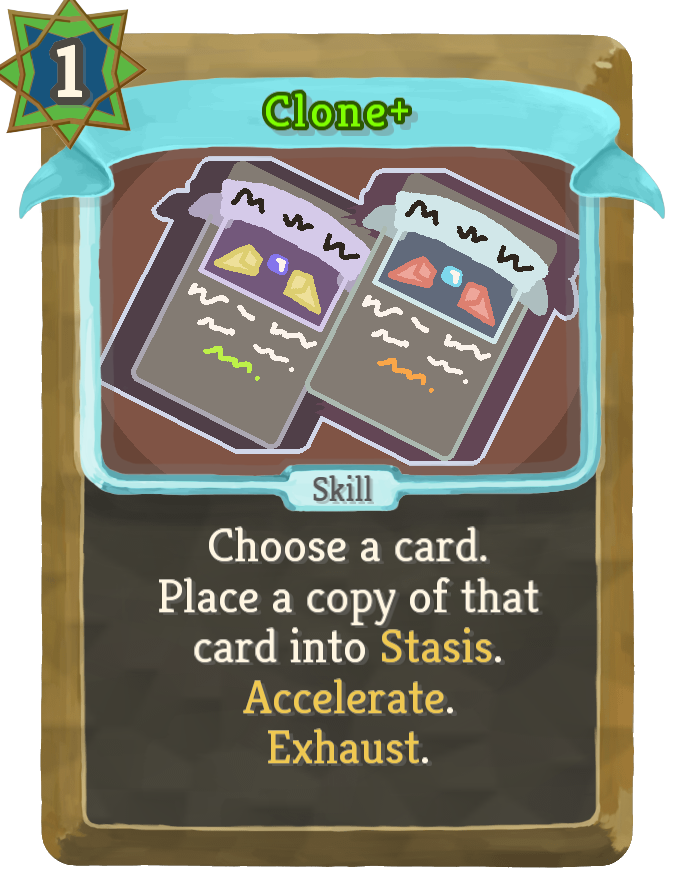 1
Clone+
Skill
Choose a card.
Place a copy of that
card into Stasis.
Accelerate.
Exhaust.